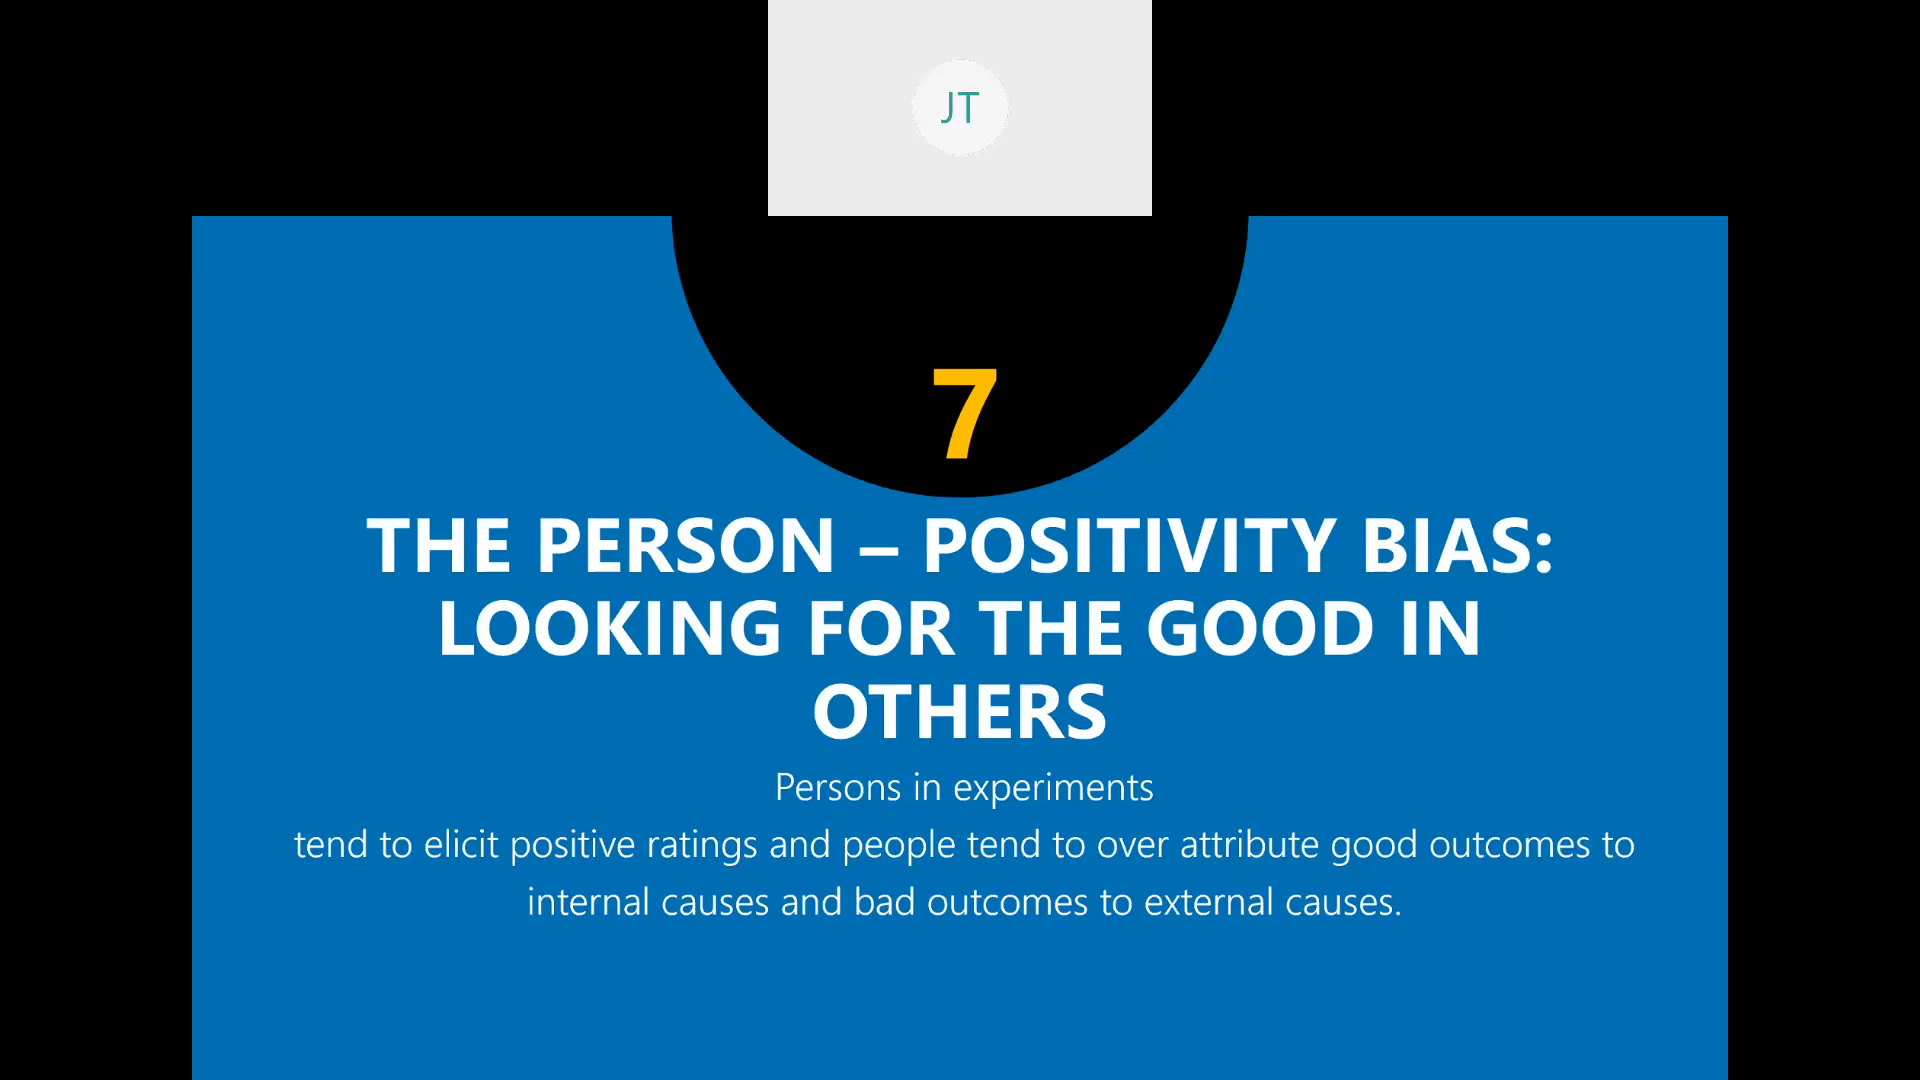 JT
7
THE PERSON – POSITIVITY BIAS:
LOOKING FOR THE GOOD IN
OTHERS
Persons in experiments
tend to elicit positive ratings and people tend to over attribute good outcomes to
internal causes and bad outcomes to external causes.